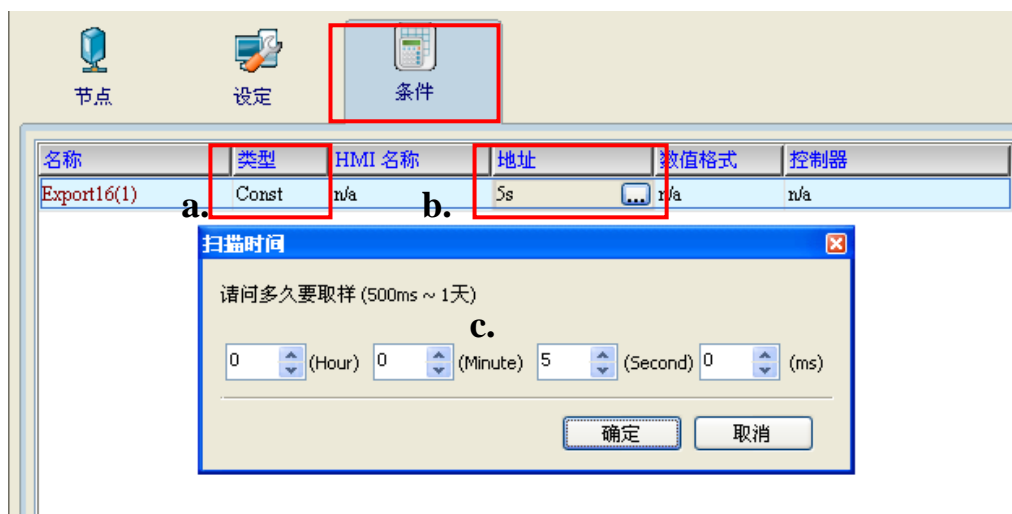 节点 设定 条件
名称 类型 HMI 名称 地址 数值格式 控制器
Export16(1) a. Const n/a b. 5s ... n/a n/a
扫描时间
请问多久要取样 (500ms ~ 1天)
c.
0 (Hour) 0 (Minute) 5 (Second) 0 (ms)
确定 取消